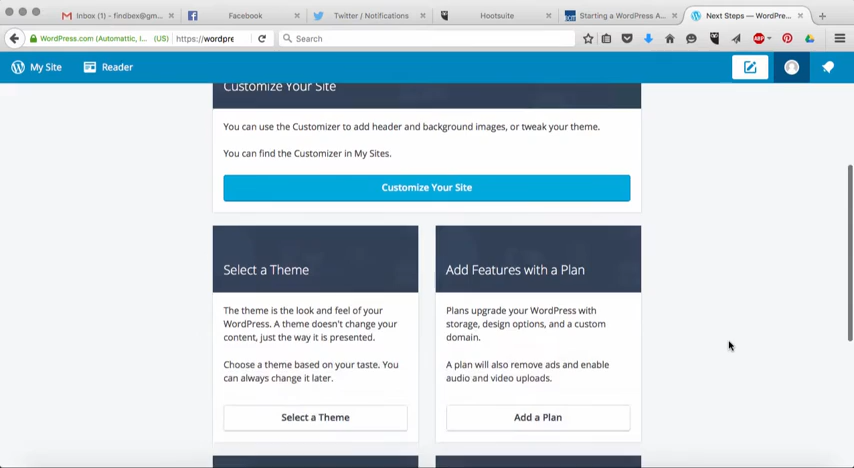 Inbox (1) - findbex@gm...
Facebook
Twitter / Notifications
Hootsuite
Starting a WordPress A...
Next Steps — WordPre...
WordPress.com (Automattic, I... (US)
https://wordpre
Search
ABP
My Site
Reader
Customize Your Site
You can use the Customizer to add header and background images, or tweak your theme.
You can find the Customizer in My Sites.
Customize Your Site
Select a Theme
The theme is the look and feel of your
WordPress. A theme doesn't change your
content, just the way it is presented.
Choose a theme based on your taste. You
can always change it later.
Select a Theme
Add Features with a Plan
Plans upgrade your WordPress with
storage, design options, and a custom
domain.
A plan will also remove ads and enable
audio and video uploads.
Add a Plan